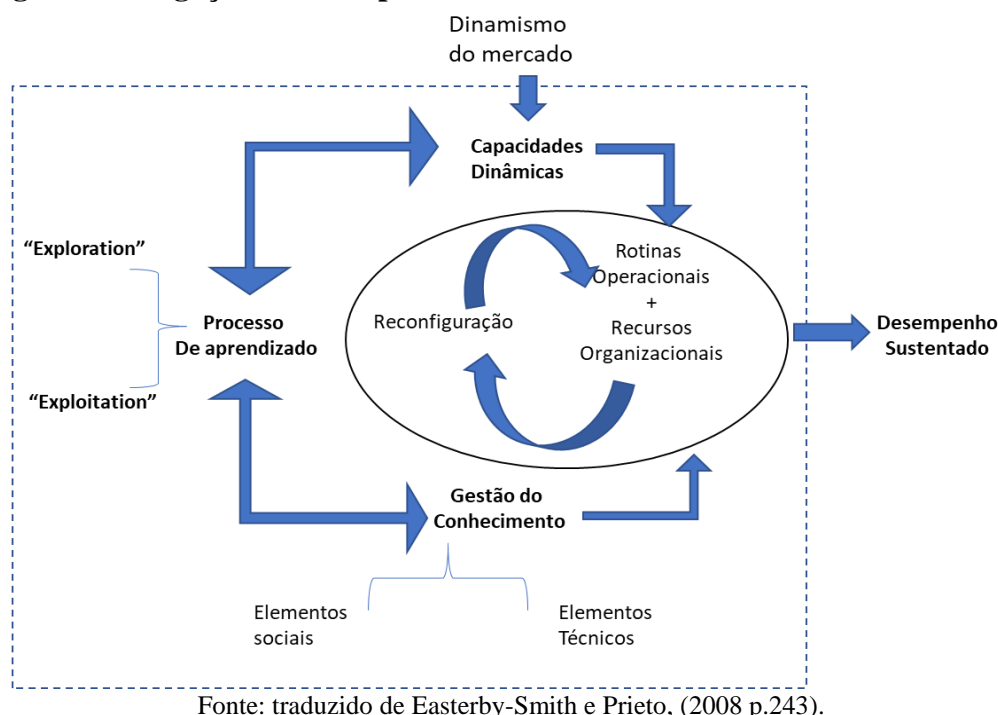 Dinamismo
do mercado
Capacidades
Dinâmicas
“Exploration”
Processo
De aprendizado
“Exploitation”
Reconfiguração
Rotinas
Operacionais
+
Recursos
Organizacionais
Desempenho
Sustentado
Gestão do
Conhecimento
Elementos
sociais
Elementos
Técnicos
Fonte: traduzido de Easterby-Smith e Prieto, (2008 p.243).